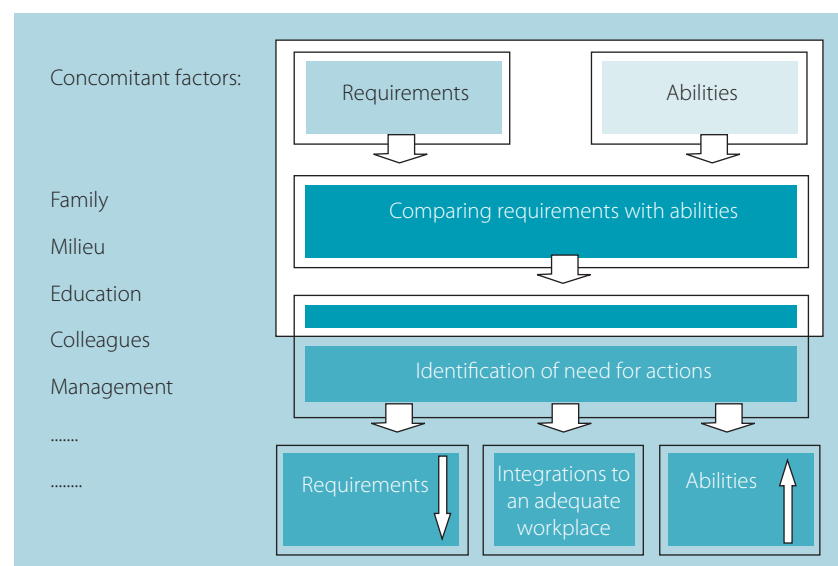 Concomitant factors:
Requirements
Abilities
Family
Comparing requirements with abilities
Milieu
Education
Colleagues
Management
Identification of need for actions
.......
........
Requirements
Integrations to
an adequate
workplace
Abilities